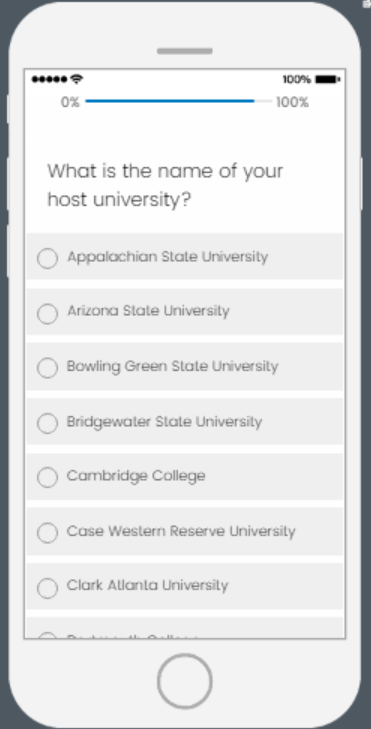 100%
0% 100%
What is the name of your
host university?
Appalachian State University
Arizona State University
Bowling Green State University
Bridgewater State University
Cambridge College
Case Western Reserve University
Clark Atlanta University